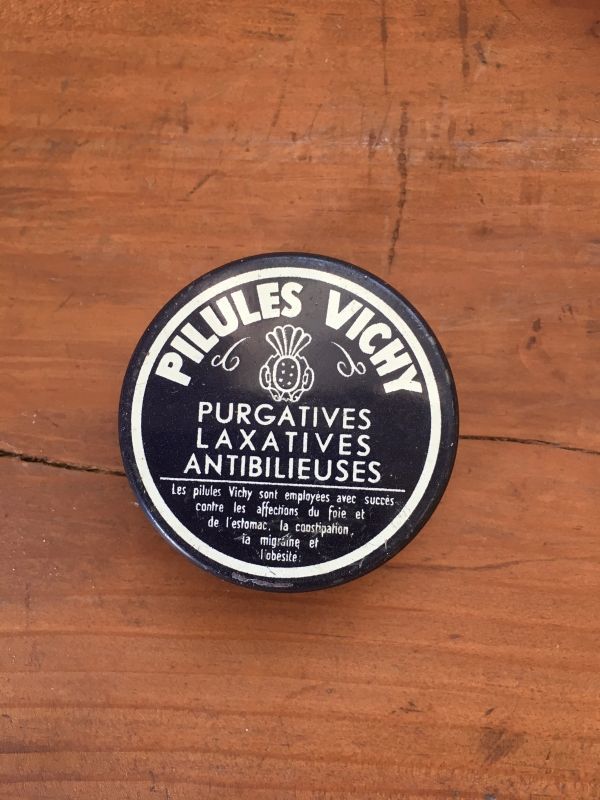 PILULES VICHY
PURGATIVES
LAXATIVES
ANTIBILIEUSES
Les pilules Vichy sont employées avec succès
contre les affections du foie et
de l'estomac, la constipation,
la migraine et
l'obésité.